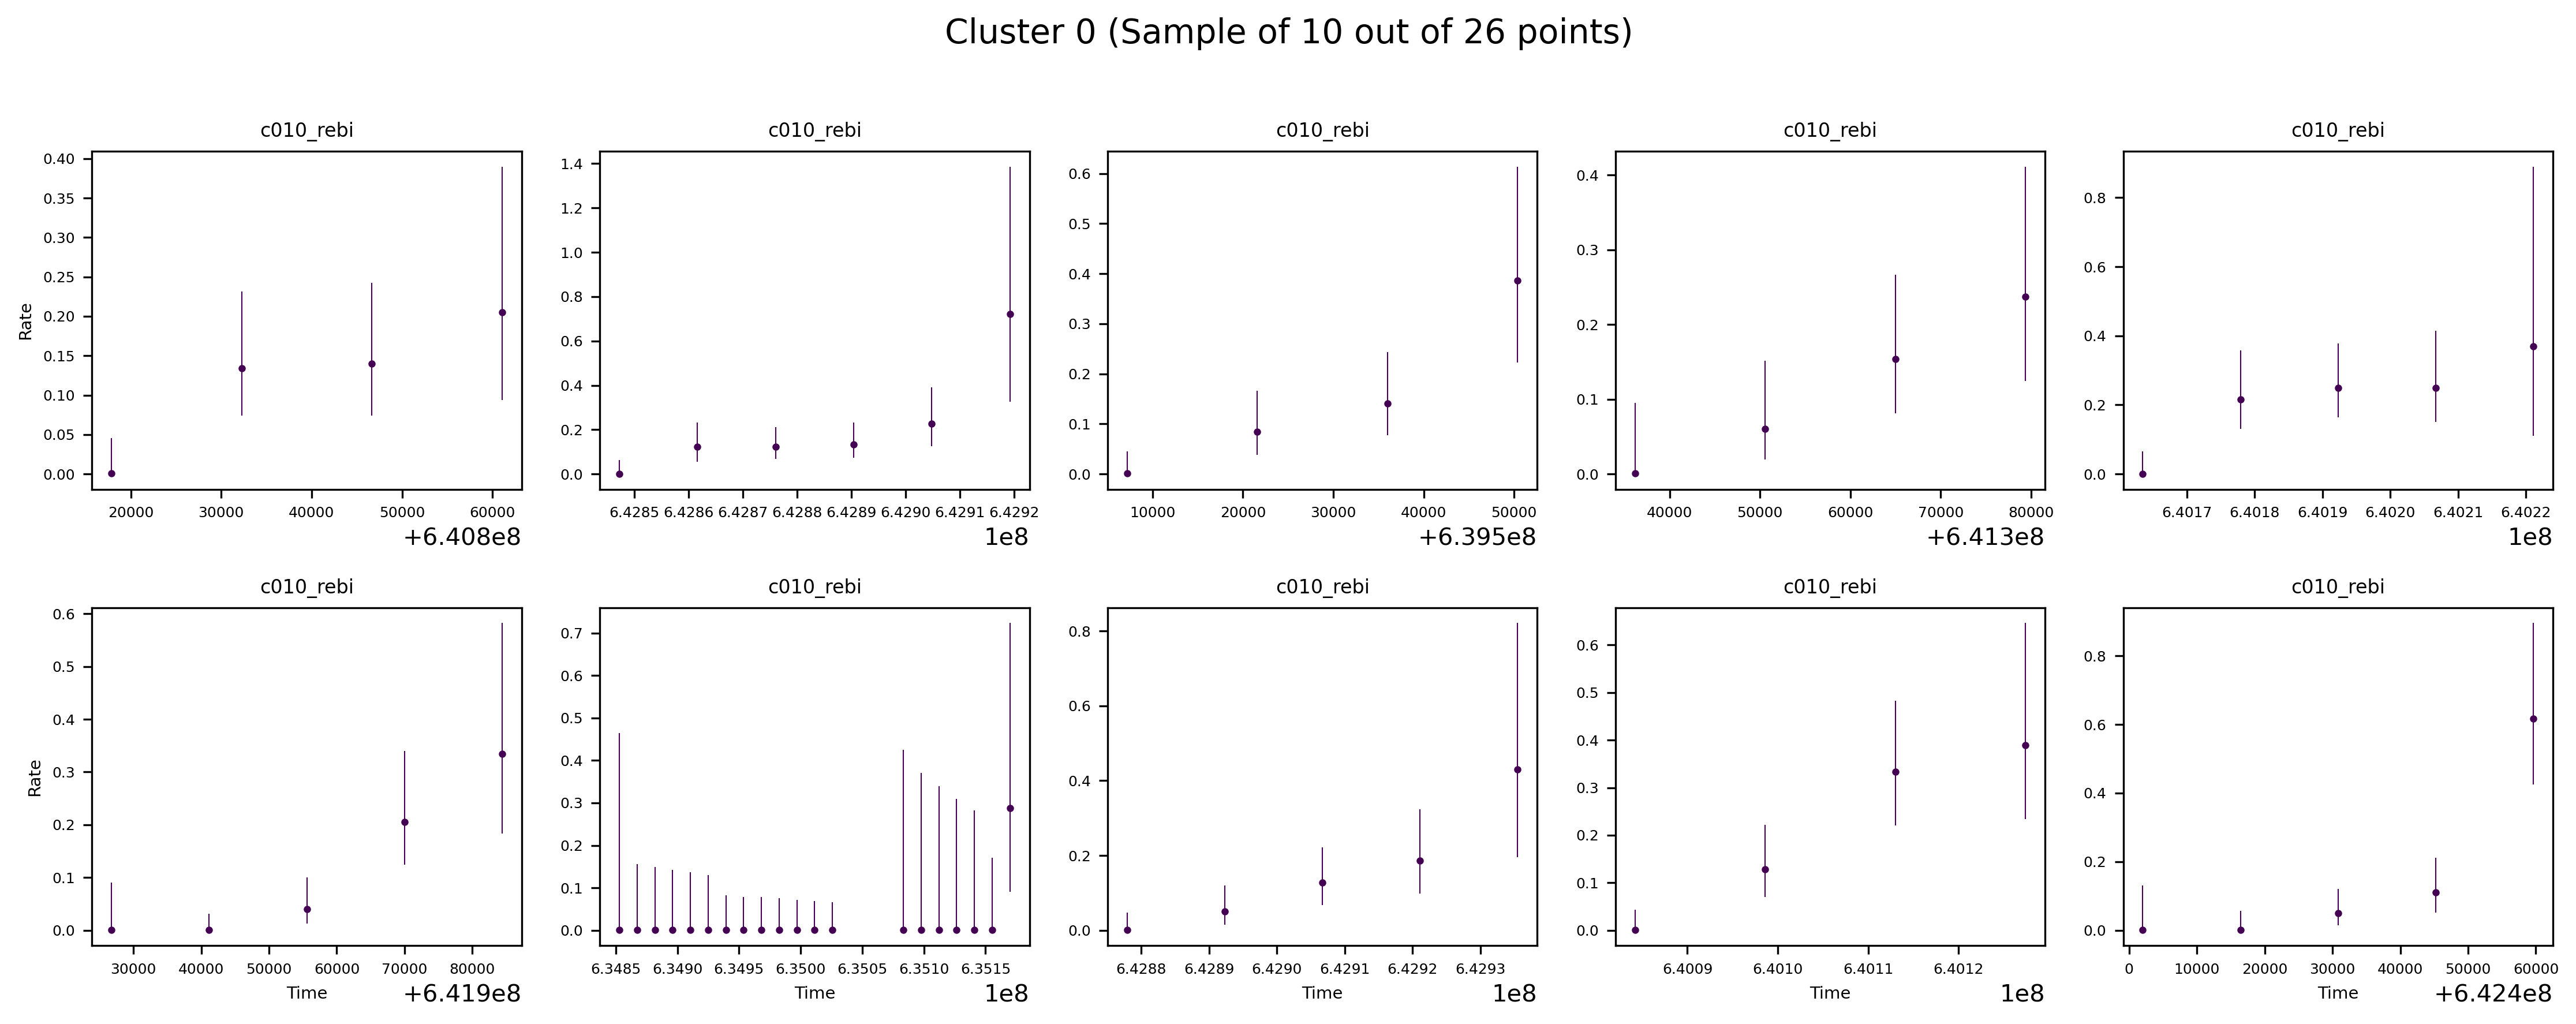 Cluster 0 (Sample of 10 out of 26 points)
c010_rebi c010_rebi c010_rebi c010_rebi c010_rebi
Rate
0.40
0.35
0.30
0.25
0.20
0.15
0.10
0.05
0.00
20000 30000 40000 50000 60000
+6.408e8
1.4
1.2
1.0
0.8
0.6
0.4
0.2
0.0
6.4285 6.4286 6.4287 6.4288 6.4289 6.4290 6.4291 6.4292
1e8
0.6
0.5
0.4
0.3
0.2
0.1
0.0
10000 20000 30000 40000 50000
+6.395e8
0.4
0.3
0.2
0.1
0.0
40000 50000 60000 70000 80000
+6.413e8
0.8
0.6
0.4
0.2
0.0
6.4017 6.4018 6.4019 6.4020 6.4021 6.4022
1e8
c010_rebi c010_rebi c010_rebi c010_rebi c010_rebi
Rate
0.6
0.5
0.4
0.3
0.2
0.1
0.0
30000 40000 50000 60000 70000 80000
Time
+6.419e8
0.7
0.6
0.5
0.4
0.3
0.2
0.1
0.0
6.3485 6.3490 6.3495 6.3500 6.3505 6.3510 6.3515
Time
1e8
0.8
0.6
0.4
0.2
0.0
6.4288 6.4289 6.4290 6.4291 6.4292 6.4293
Time
1e8
0.6
0.5
0.4
0.3
0.2
0.1
0.0
6.4009 6.4010 6.4011 6.4012
Time
1e8
0.8
0.6
0.4
0.2
0.0
0 10000 20000 30000 40000 50000 60000
Time
+6.424e8